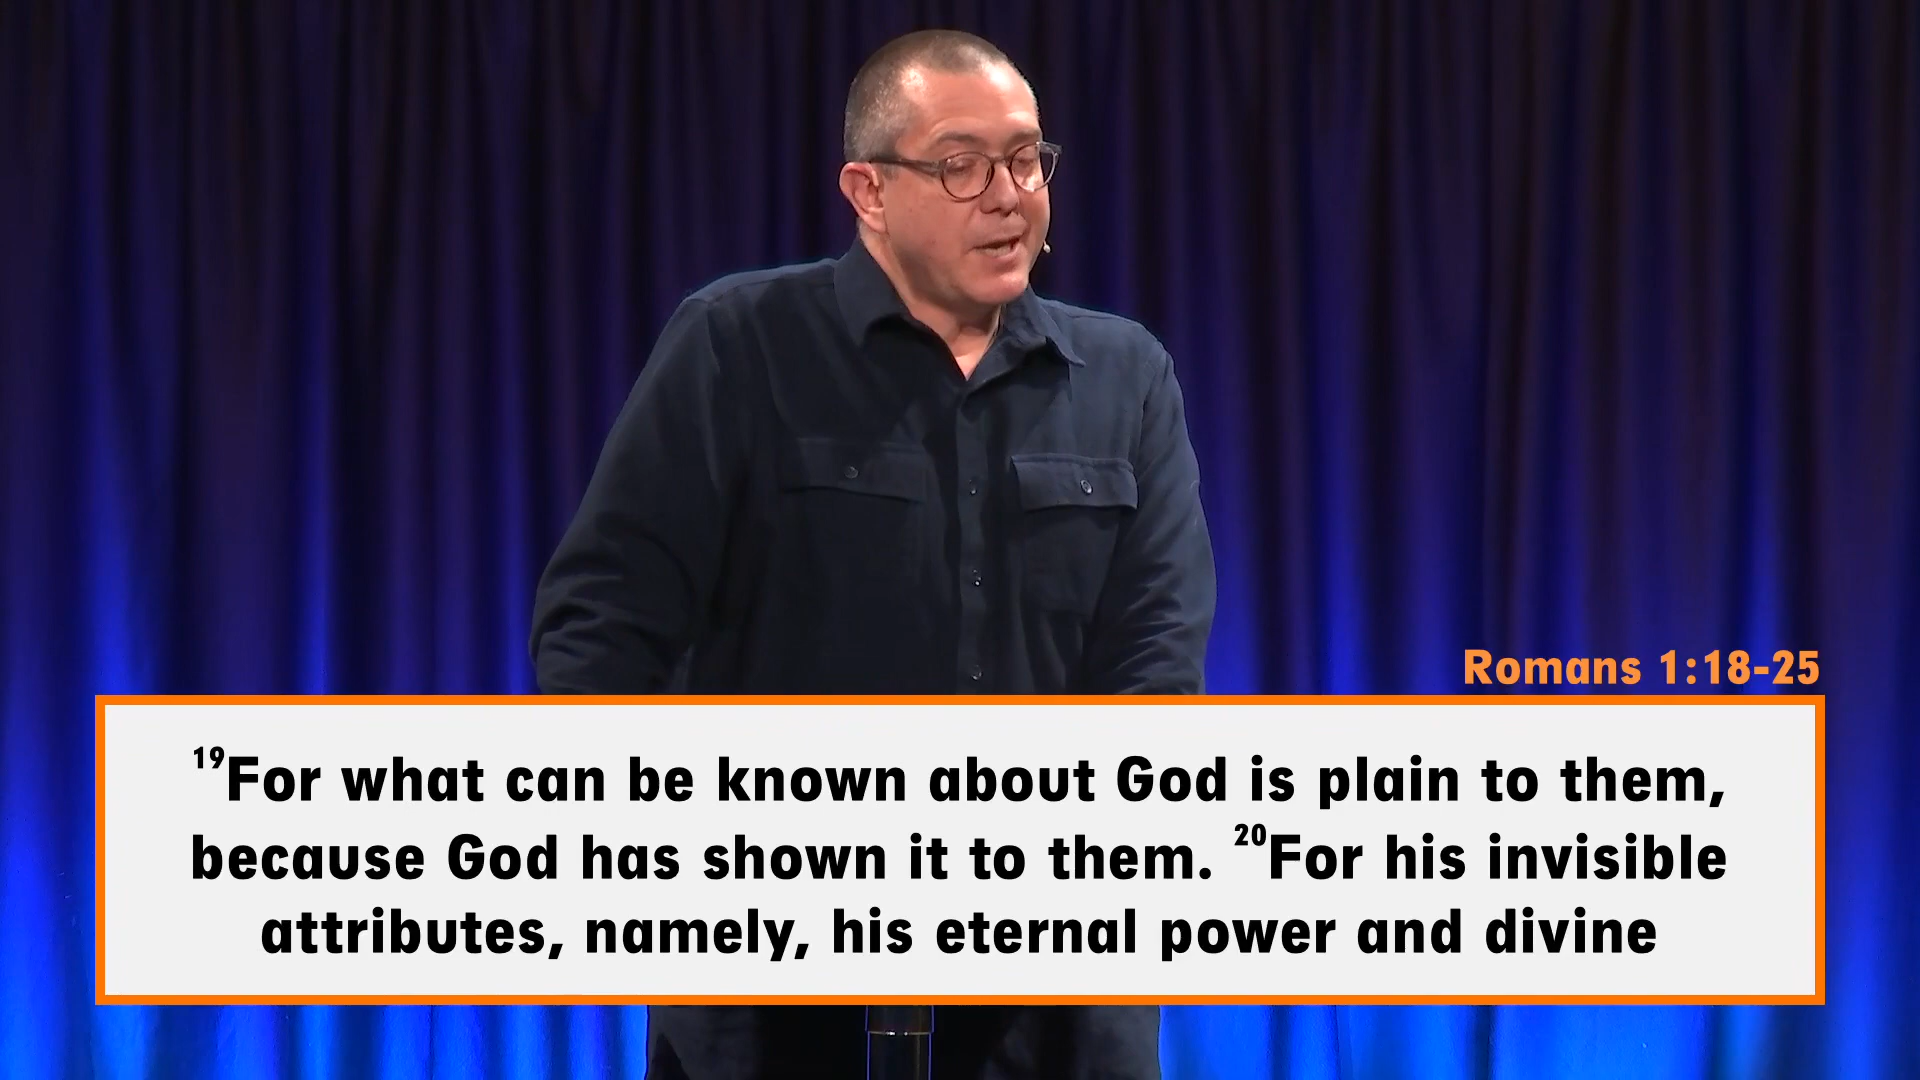 Romans 1:18-25
19For what can be known about God is plain to them,
because God has shown it to them. 20For his invisible
attributes, namely, his eternal power and divine